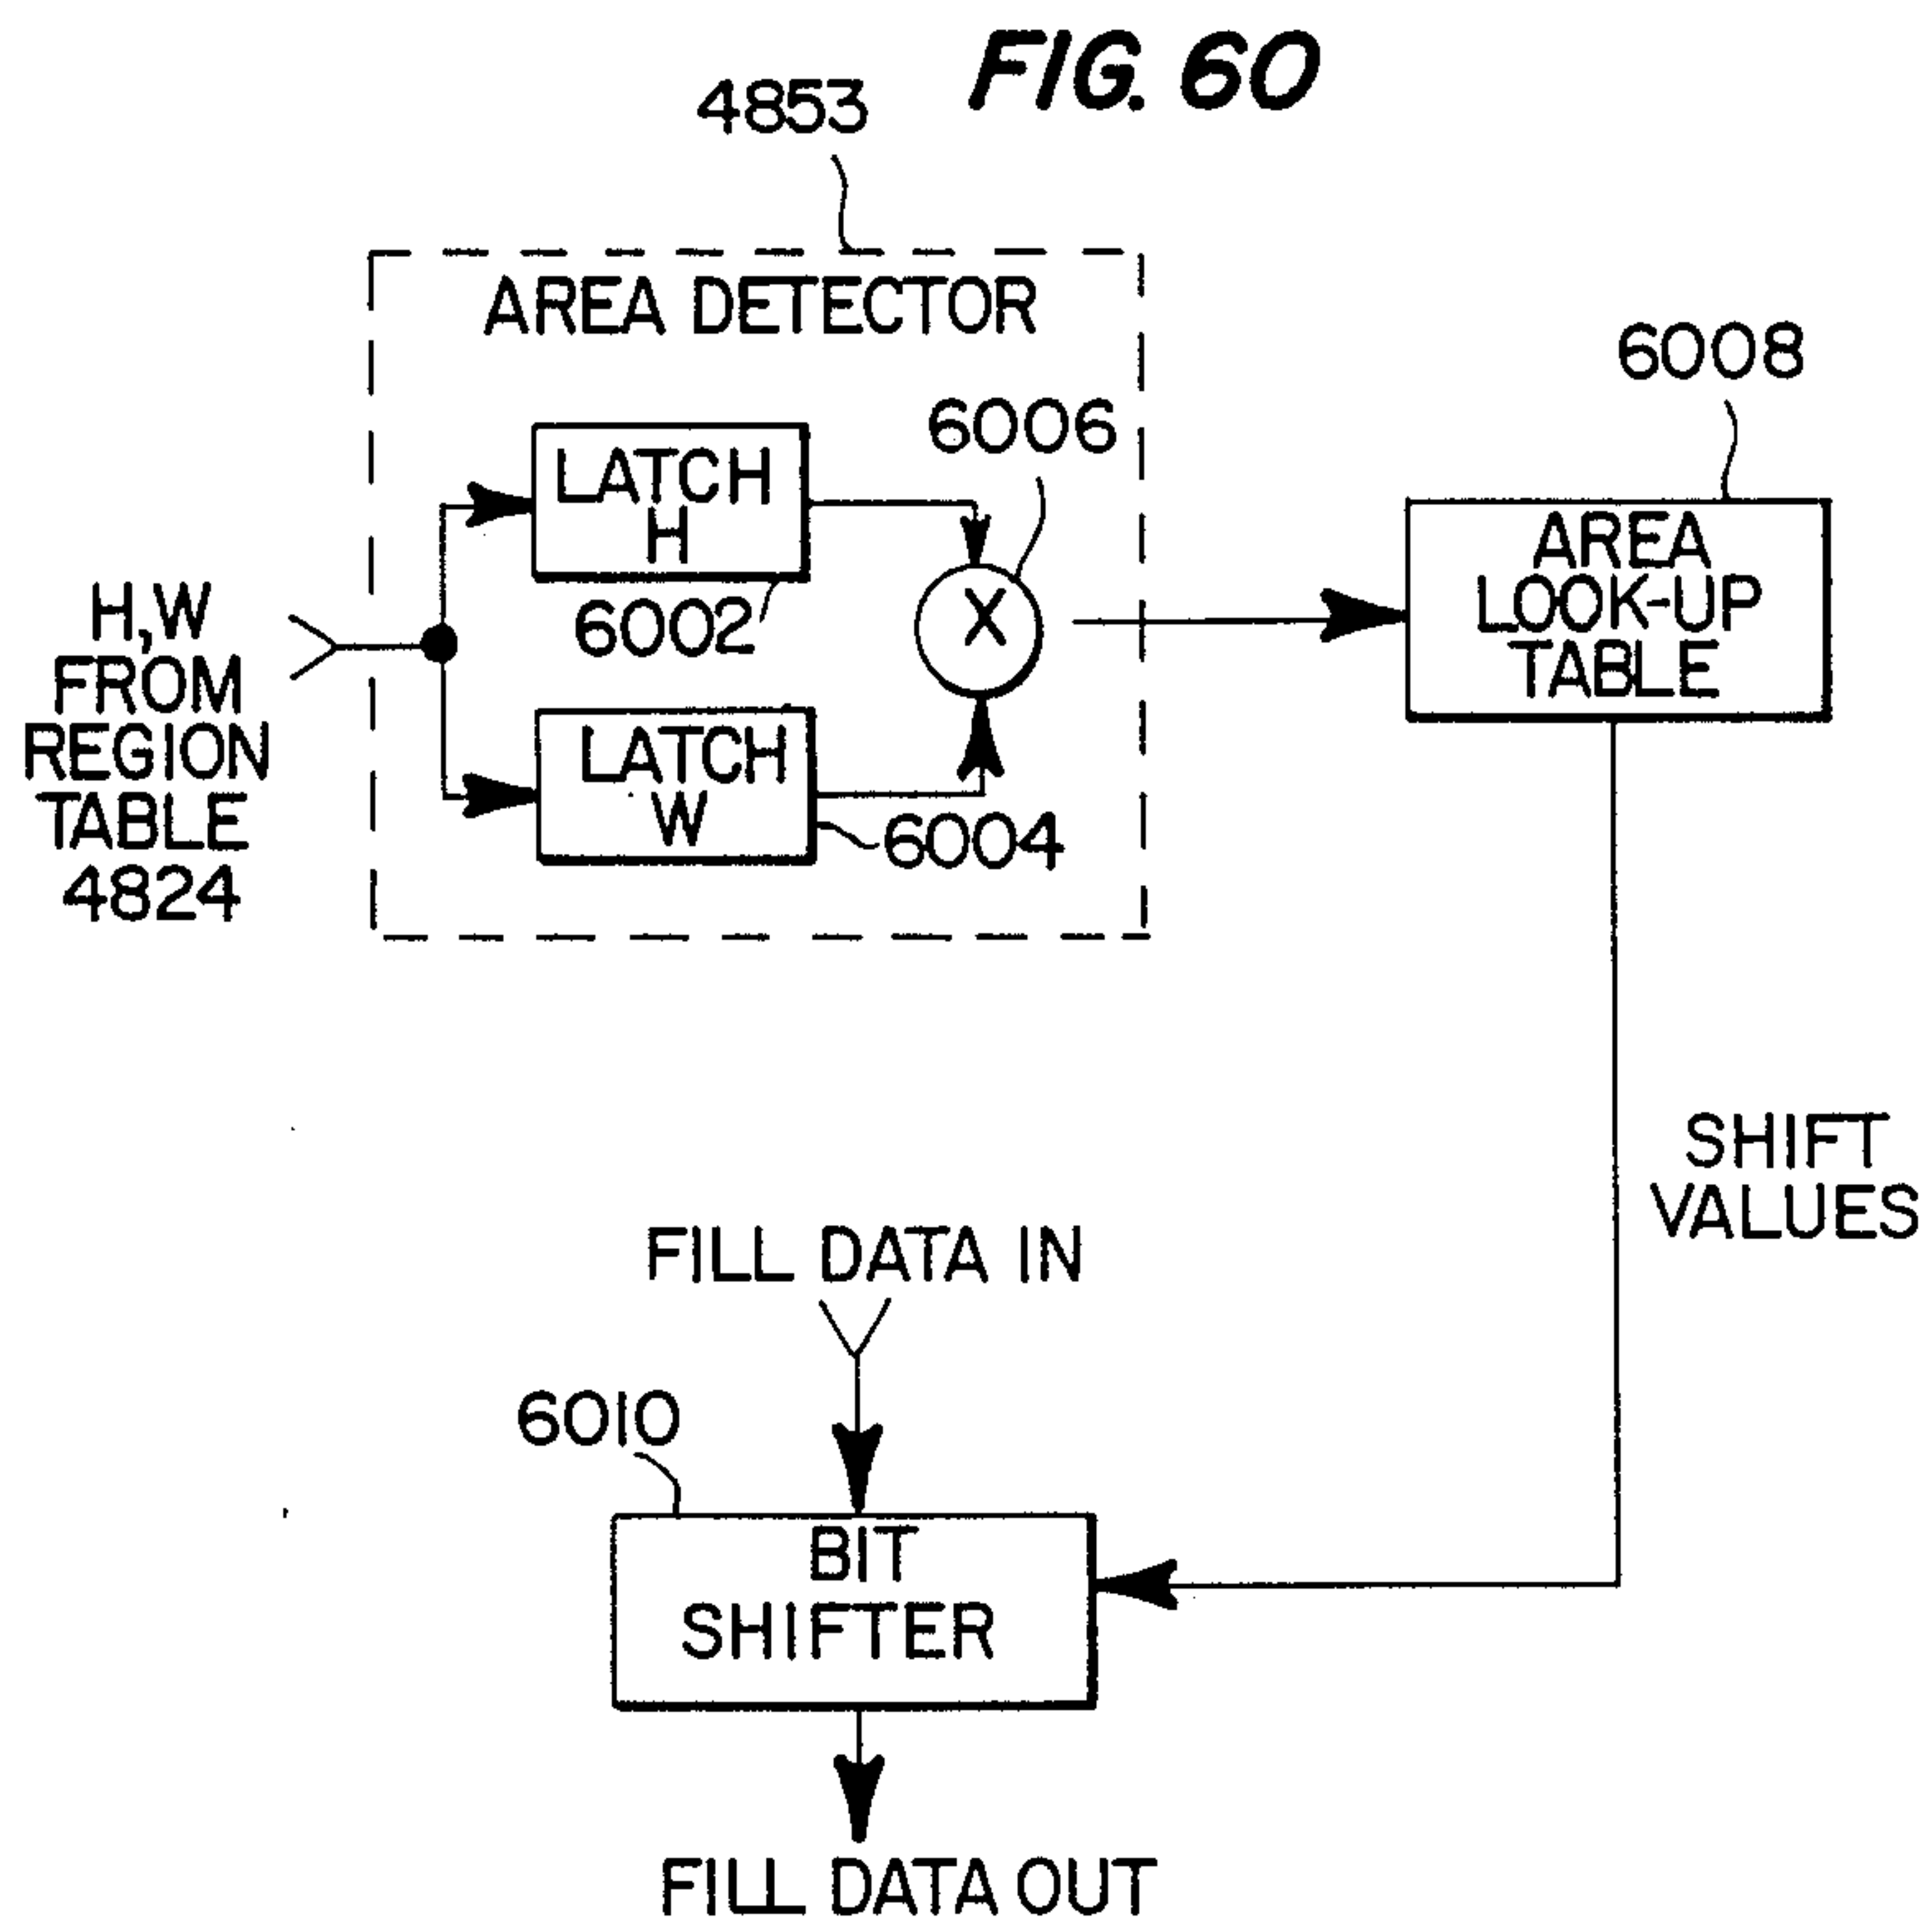 FIG. 60
4853
AREA DETECTOR
6008
6006
LATCH
H
6002
H,W
FROM
REGION
TABLE
4824
X
AREA
LOOK-UP
TABLE
LATCH
W
6004
SHIFT
VALUES
FILL DATA IN
6010
BIT
SHIFTER
FILL DATA OUT